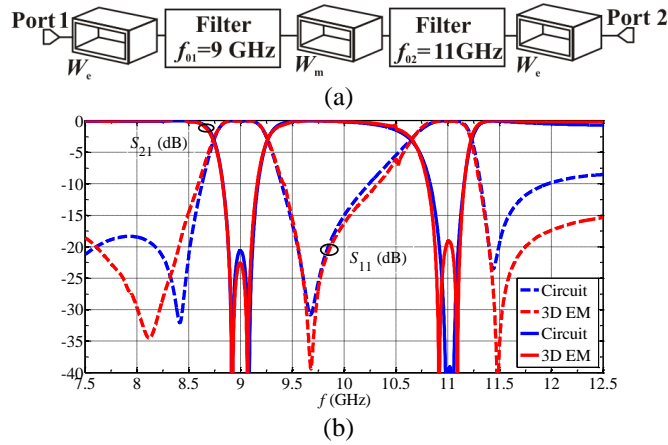 Port 1 Filter Filter Port 2
f01=9 GHz f02=11GHz
We Wm We
(a)
0
-5
-10
-15
-20
-25
-30
-35
-40
S21 (dB)
S11 (dB)
Circuit
3D EM
Circuit
3D EM
7.5 8 8.5 9 9.5 10 10.5 11 11.5 12 12.5
f (GHz)
(b)